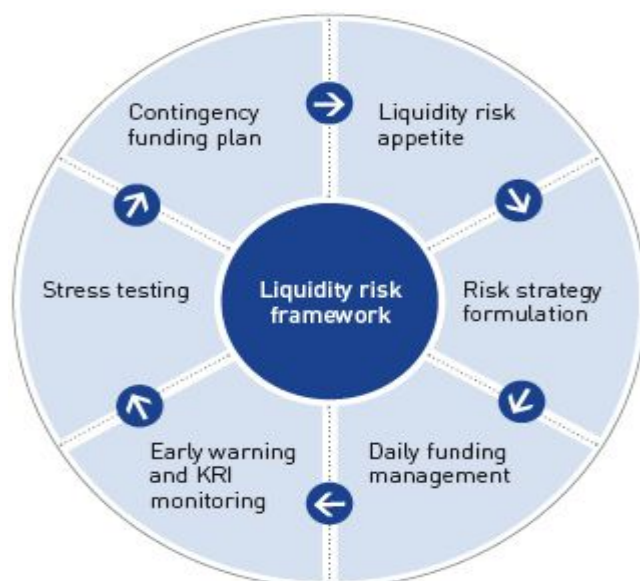 Contingency
funding plan
Liquidity risk
appetite
Stress testing
Liquidity risk
framework
Risk strategy
formulation
Early warning
and KRI
monitoring
Daily funding
management